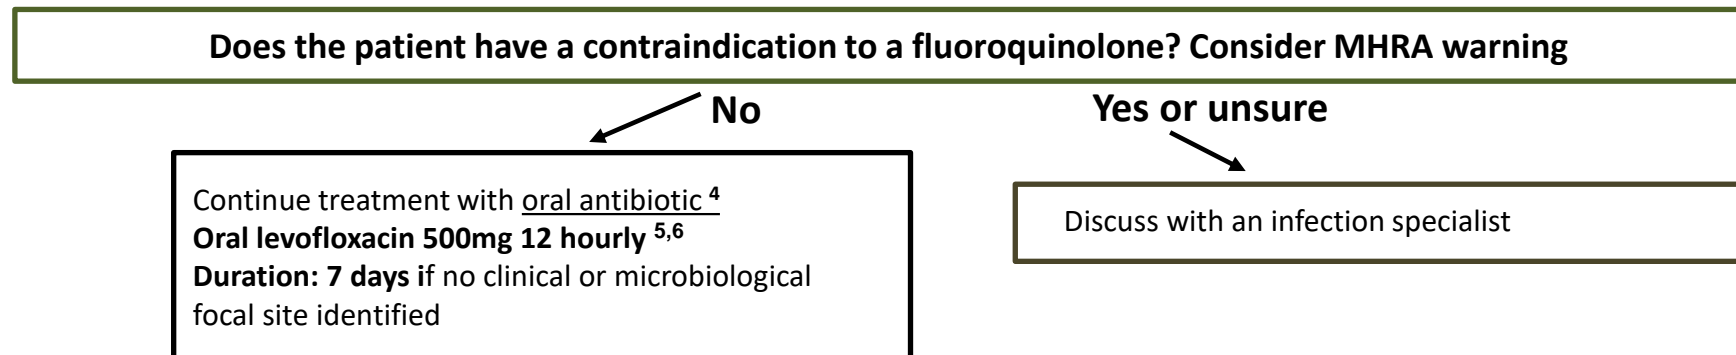 Does the patient have a contraindication to a fluoroquinolone? Consider MHRA warning
No
Yes or unsure
Continue treatment with oral antibiotic 4
Oral levofloxacin 500mg 12 hourly 5,6
Duration: 7 days if no clinical or microbiological
focal site identified
Discuss with an infection specialist